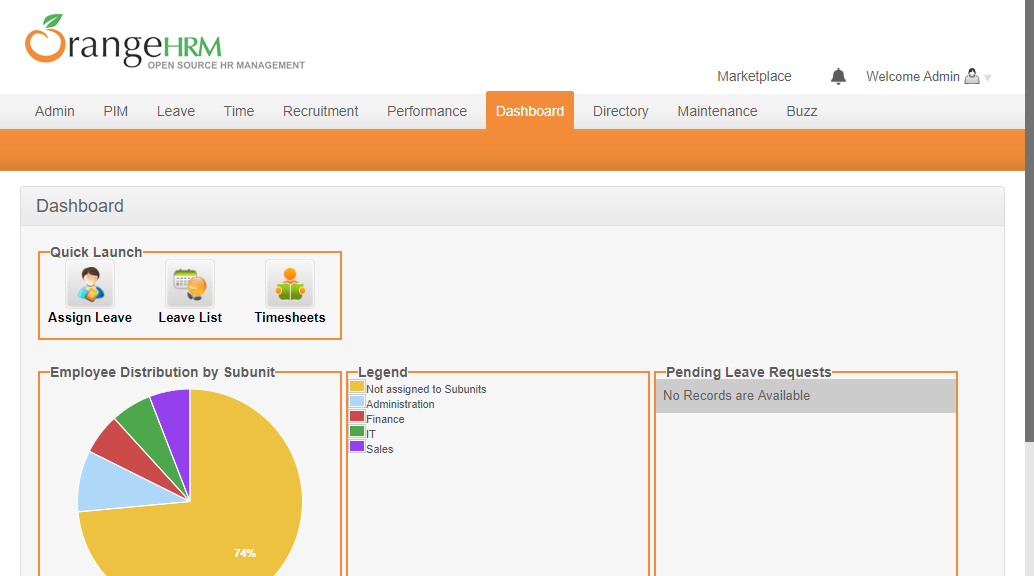 OrangeHRM
OPEN SOURCE HR MANAGEMENT
Marketplace Welcome Admin
Admin PIM Leave Time Recruitment Performance Dashboard Directory Maintenance Buzz
Dashboard
Quick Launch
Assign Leave Leave List Timesheets
Employee Distribution by Subunit
74%
Legend
Not assigned to Subunits
Administration
Finance
IT
Sales
Pending Leave Requests
No Records are Available